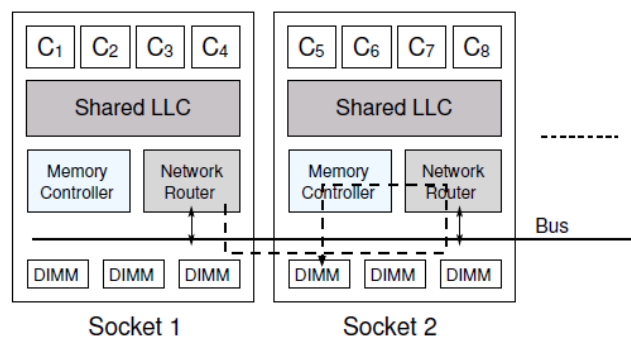 C1 C2 C3 C4 C5 C6 C7 C8
Shared LLC Shared LLC
Memory Network Memory Network
Controller Router Controller Router
Bus
DIMM DIMM DIMM DIMM DIMM DIMM
Socket 1 Socket 2